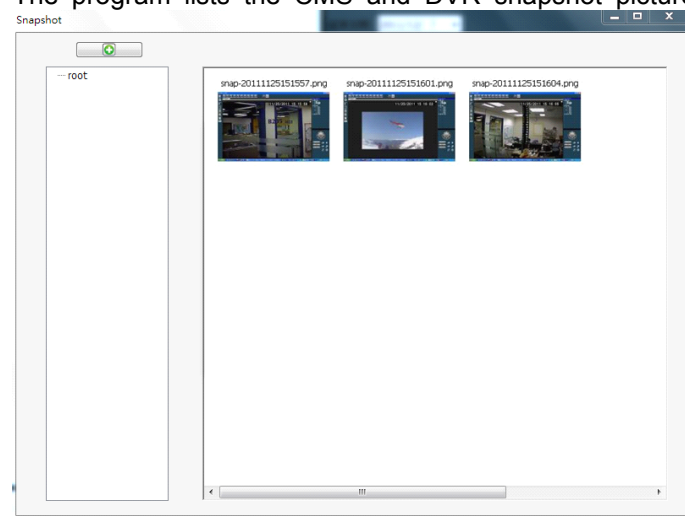 The program lists the CMS and DVR snapshot picture
Snapshot
root
snap-20111125151557.png snap-20111125151601.png snap-20111125151604.png